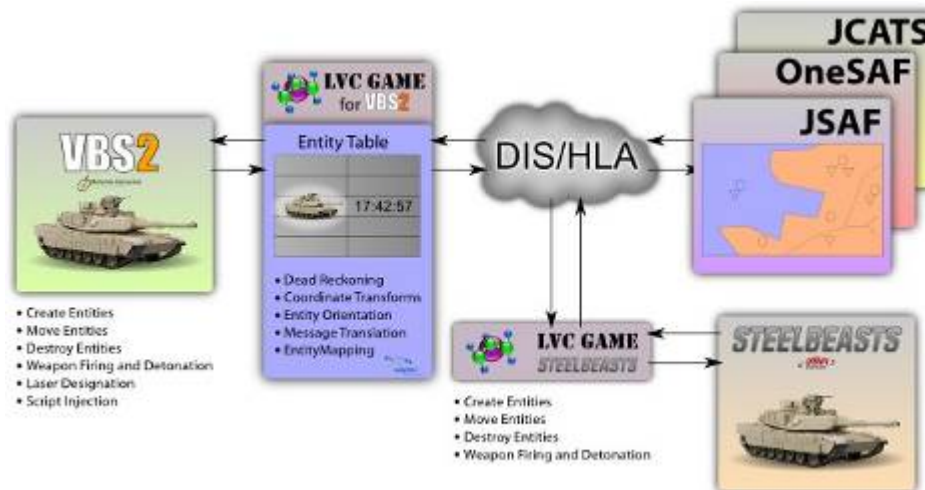 VBS2
• Create Entities
• Move Entities
• Destroy Entities
• Weapon Firing and Detonation
• Laser Designation
• Script Injection
LVC GAME
for VBS2
Entity Table
17:42:57
• Dead Reckoning
• Coordinate Transforms
• Entity Orientation
• Message Translation
• EntityMapping
DIS/HLA
JCATS
OneSAF
JSAF
LVC GAME
STEELBEASTS
• Create Entities
• Move Entities
• Destroy Entities
• Weapon Firing and Detonation
STEELBEASTS